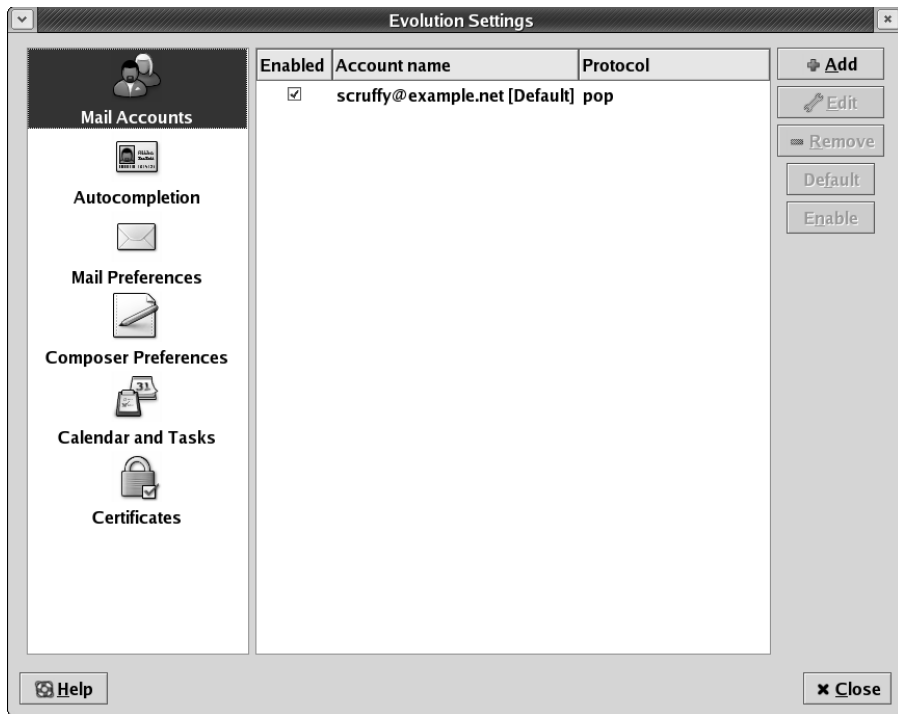 Evolution Settings
Mail Accounts
Autocompletion
Mail Preferences
Composer Preferences
31
Calendar and Tasks
Certificates
Enabled Account name Protocol
scruffy@example.net [Default] pop
Add
Edit
Remove
Default
Enable
Help
Close